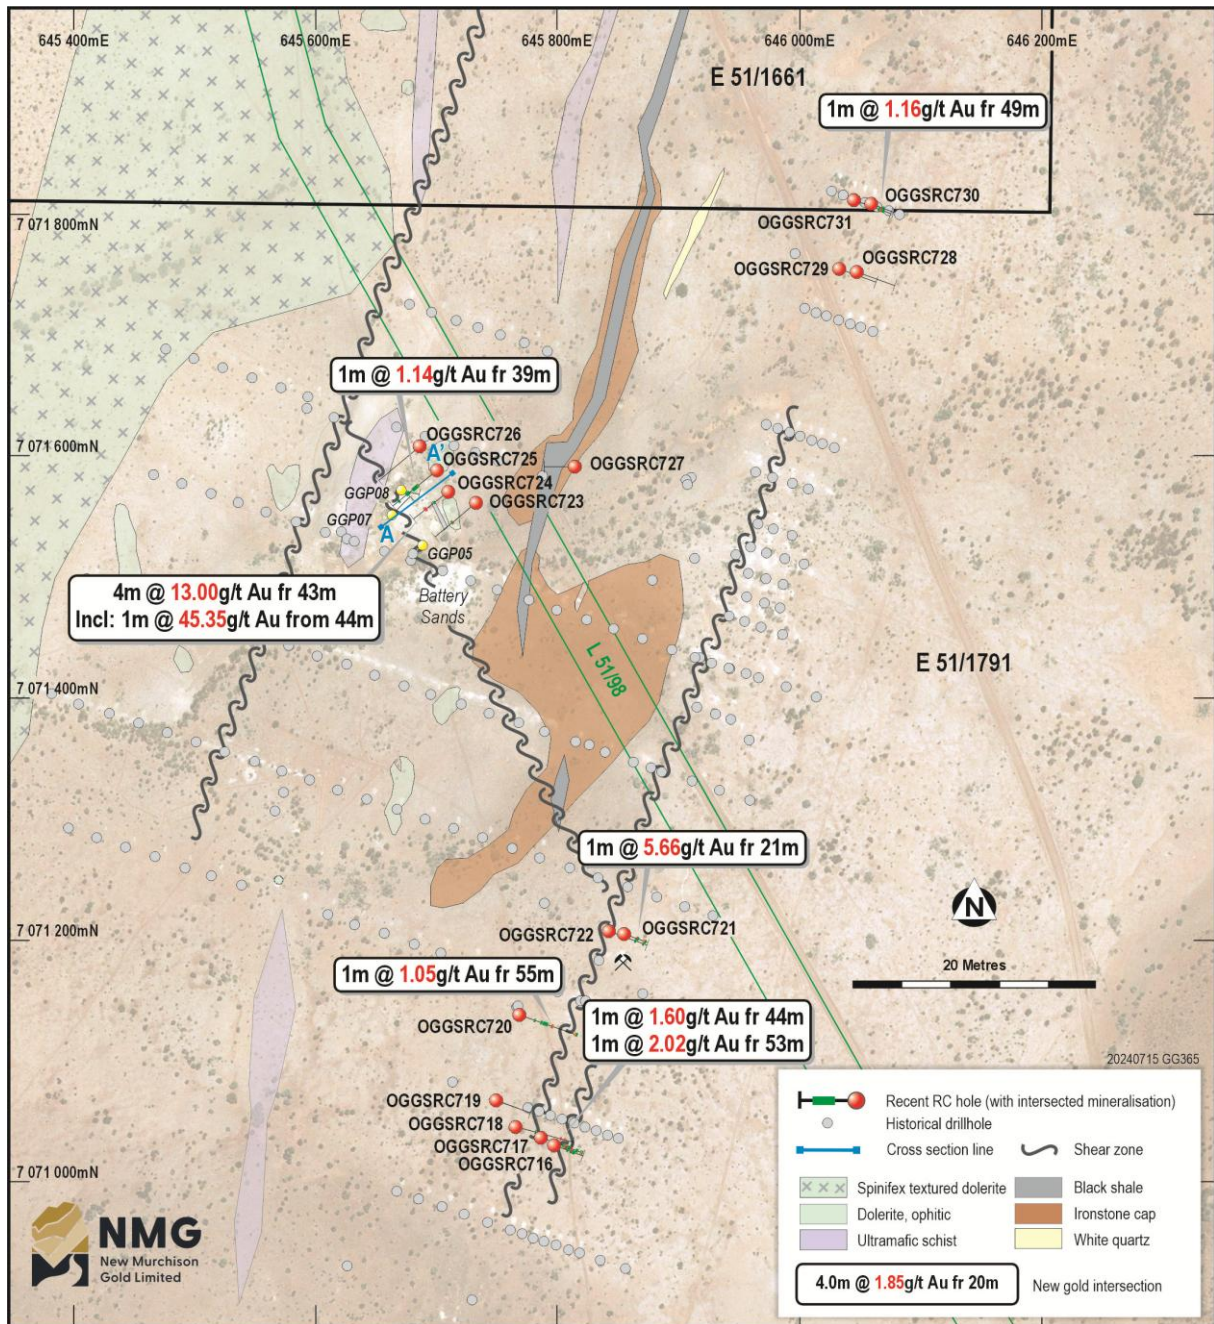 645 400mE
645 600mE
645 800mE
646 000mE
646 200mE
E 51/1661
1m @ 1.16g/t Au fr 49m
OGGSRC730
7 071 800mN
OGGSRC731
OGGSRC728
OGGSRC729
1m @ 1.14g/t Au fr 39m
OGGSRC726
7 071 600mN
A'
OGGSRC725
OGGSRC727
OGGSRC724
GGP08
OGGSRC723
GGP07
A
GGP05
4m @ 13.00g/t Au fr 43m
Incl: 1m @ 45.35g/t Au from 44m
Battery
Sands
L 51/98
E 51/1791
7 071 400mN
1m @ 5.66g/t Au fr 21m
N
7 071 200mN
OGGSRC722
OGGSRC721
20 Metres
1m @ 1.05g/t Au fr 55m
1m @ 1.60g/t Au fr 44m
1m @ 2.02g/t Au fr 53m
OGGSRC720
20240715 GG365
OGGSRC719
OGGSRC718
OGGSRC717
OGGSRC716
7 071 000mN
Recent RC hole (with intersected mineralisation)
Historical drillhole
Cross section line
Shear zone
Spinifex textured dolerite
Black shale
Dolerite, ophitic
Ironstone cap
Ultramafic schist
White quartz
4.0m @ 1.85g/t Au fr 20m
New gold intersection
NMG
New Murchison
Gold Limited